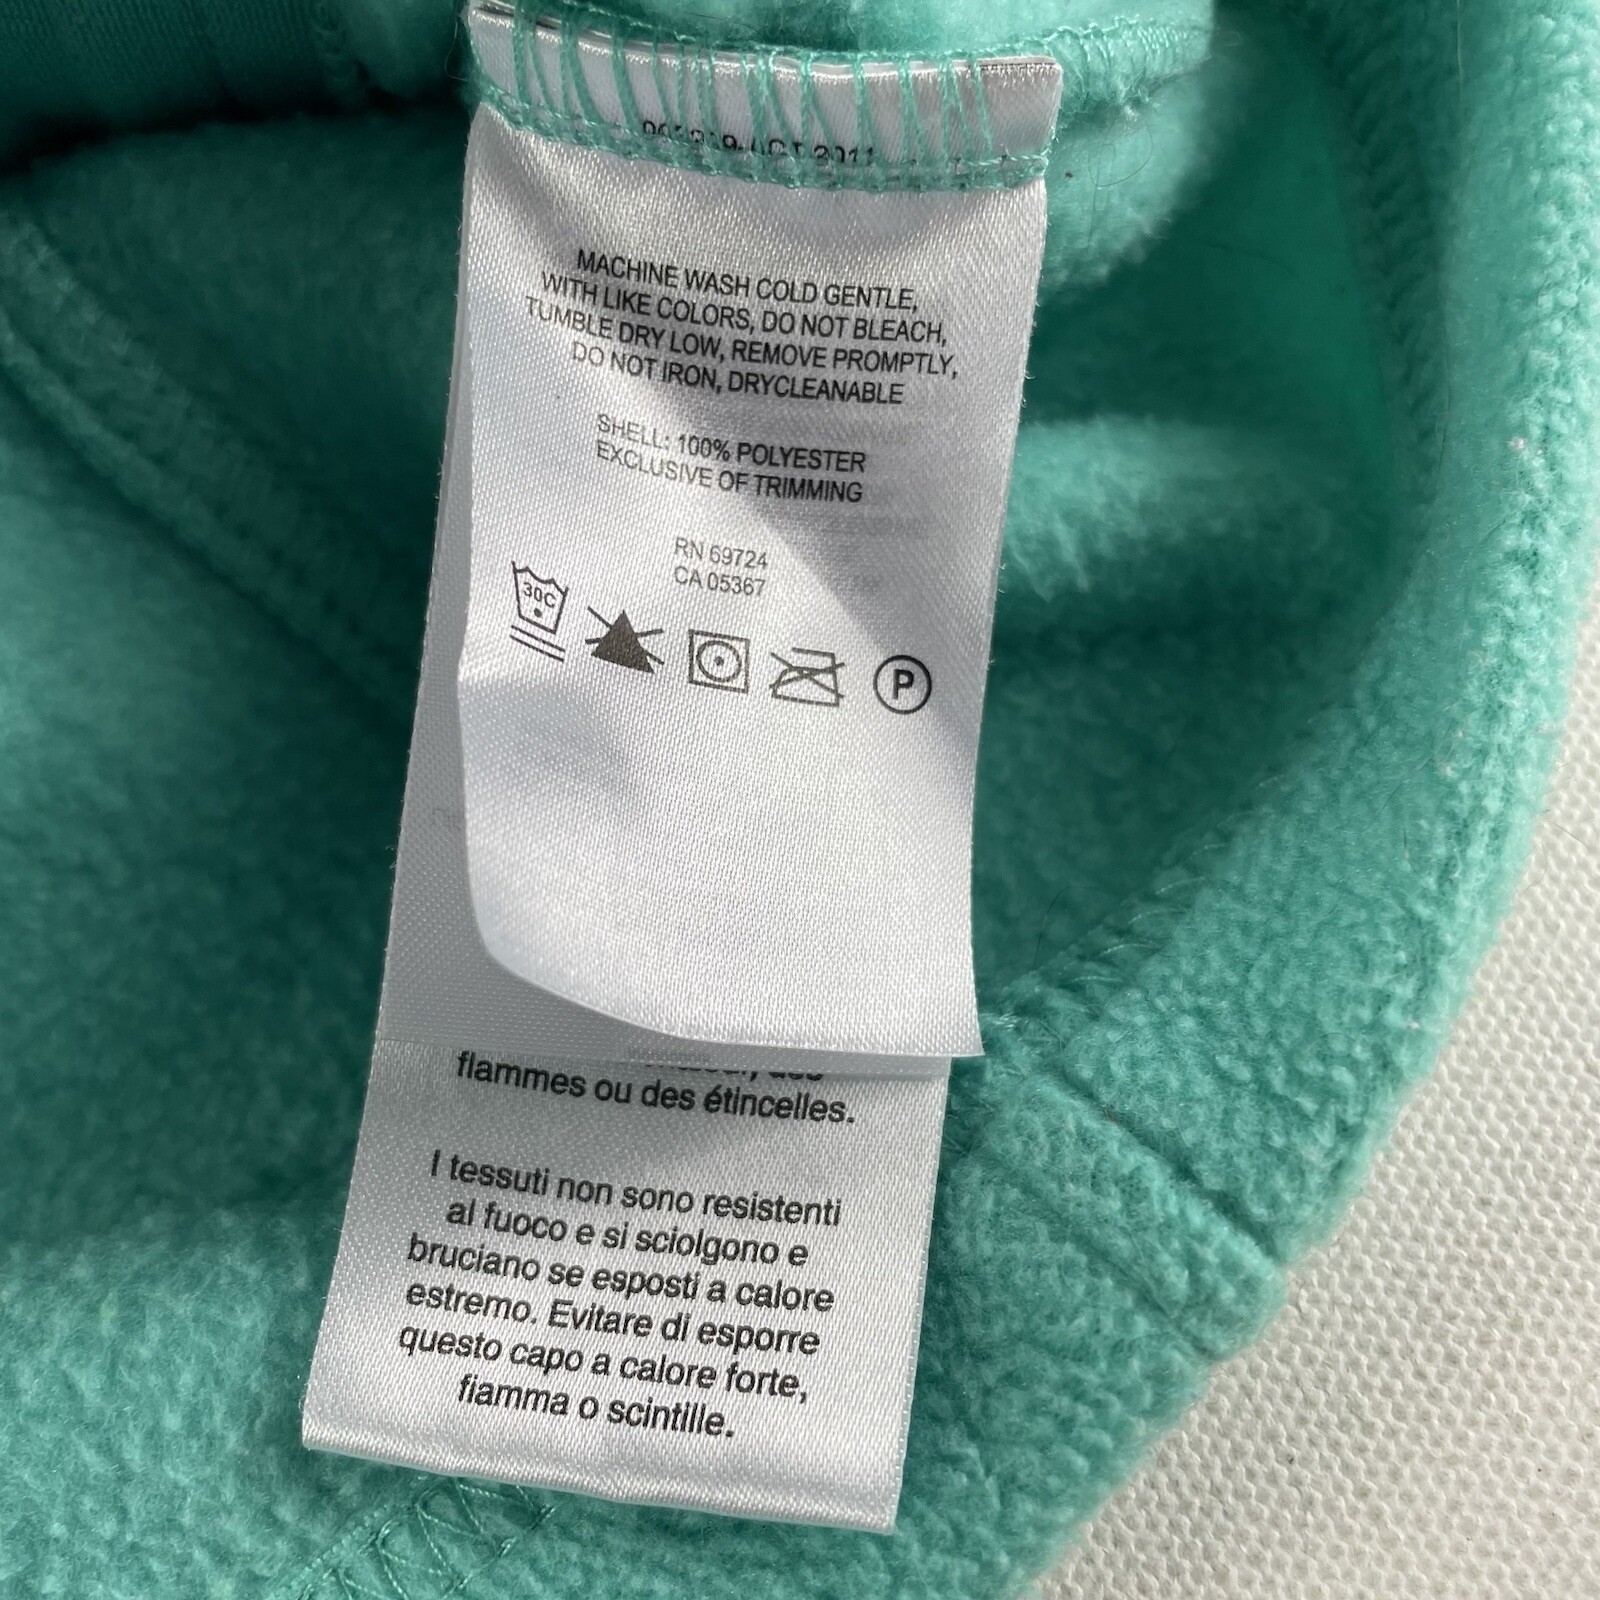 2011
MACHINE WASH COLD GENTLE,
WITH LIKE COLORS, DO NOT BLEACH,
TUMBLE DRY LOW, REMOVE PROMPTLY,
DO NOT IRON, DRYCLEANABLE
SHELL: 100% POLYESTER
EXCLUSIVE OF TRIMMING
RN 69724
CA 05367
30C
P
flammes ou des étincelles.
I tessuti non sono resistenti
al fuoco e si sciolgono e
bruciano se esposti a calore
estremo. Evitare di esporre
questo capo a calore forte,
fiamma o scintille.